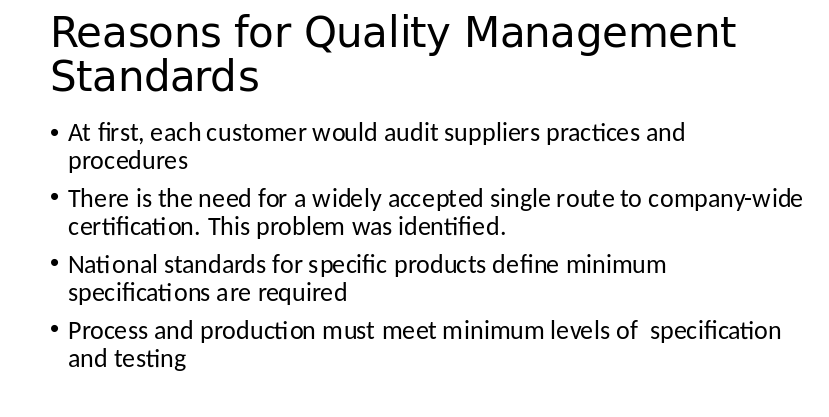 Reasons for Quality Management
Standards
• At first, each customer would audit suppliers practices and
procedures
• There is the need for a widely accepted single route to company-wide
certification. This problem was identified.
• National standards for specific products define minimum
specifications are required
• Process and production must meet minimum levels of  specification
and testing